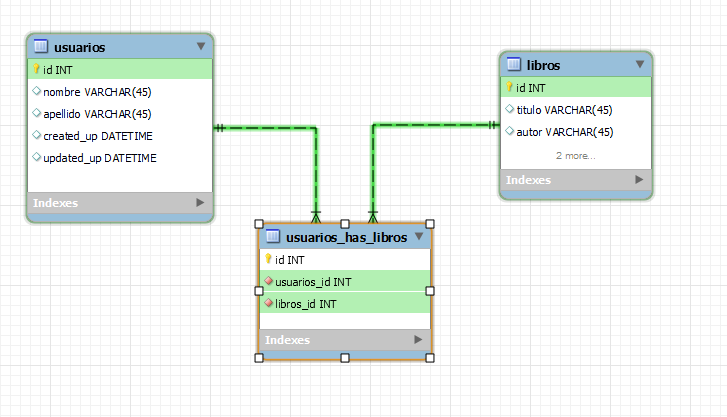 usuarios
id INT
nombre VARCHAR(45)
apellido VARCHAR(45)
created_up DATETIME
updated_up DATETIME
Indexes
libros
id INT
titulo VARCHAR(45)
autor VARCHAR(45)
2 more...
Indexes
usuarios_has_libros
id INT
usuarios_id INT
libros_id INT
Indexes